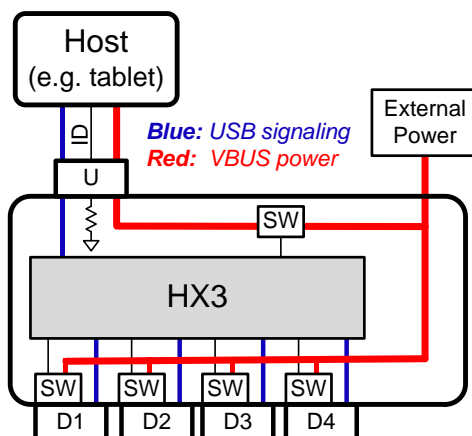 Host
(e.g. tablet)
ID
Blue: USB signaling
Red: VBUS power
External
Power
U
SW
HX3
SW SW SW SW
D1 D2 D3 D4